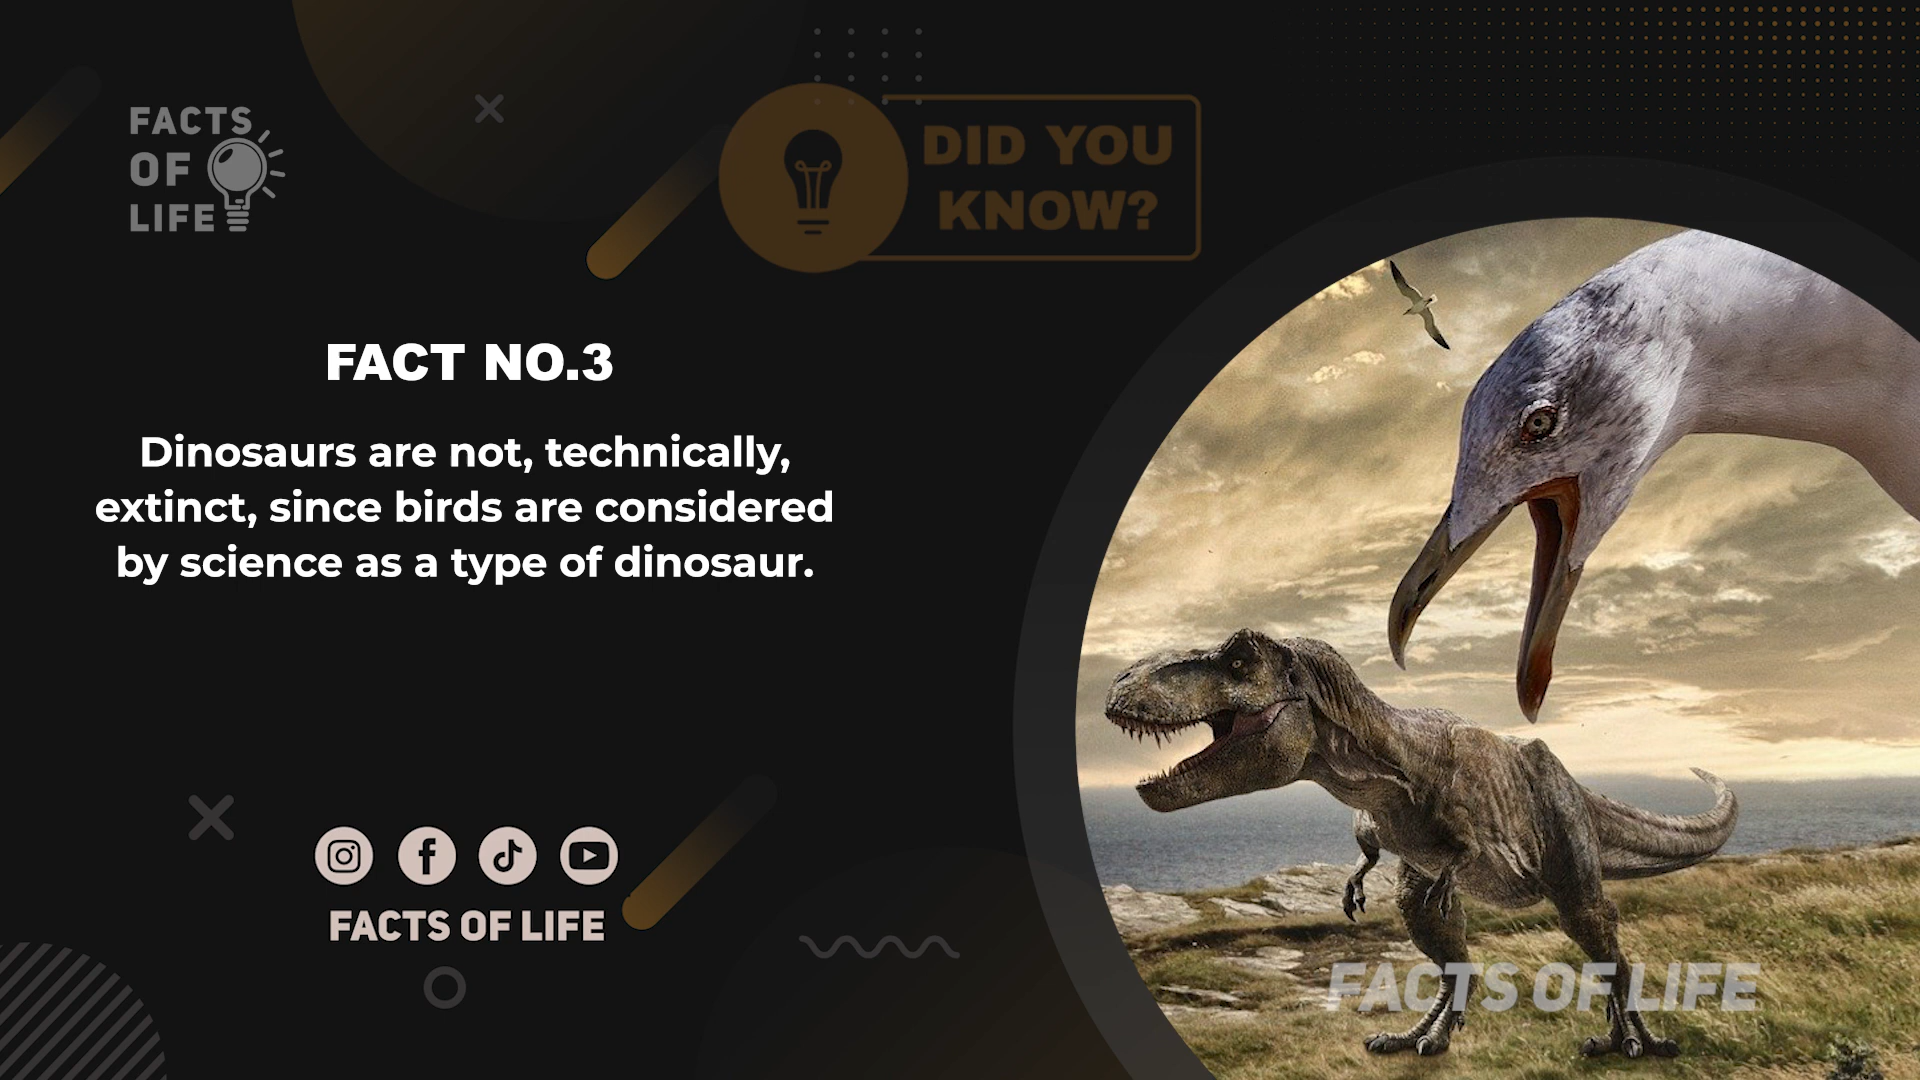 FACTS
OF
LIFE
DID YOU
KNOW?
FACT NO.3
Dinosaurs are not, technically,
extinct, since birds are considered
by science as a type of dinosaur.
FACTS OF LIFE
FACTS OF LIFE